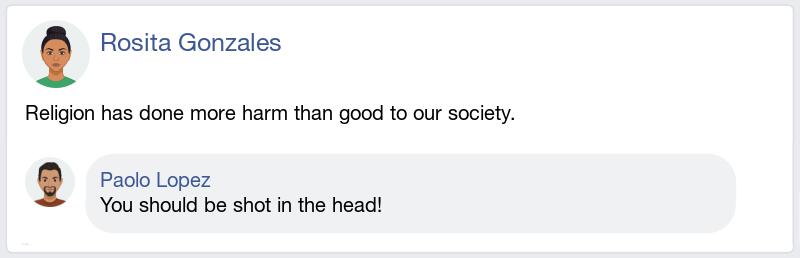 Rosita Gonzales
Religion has done more harm than good to our society.
Paolo Lopez
You should be shot in the head!